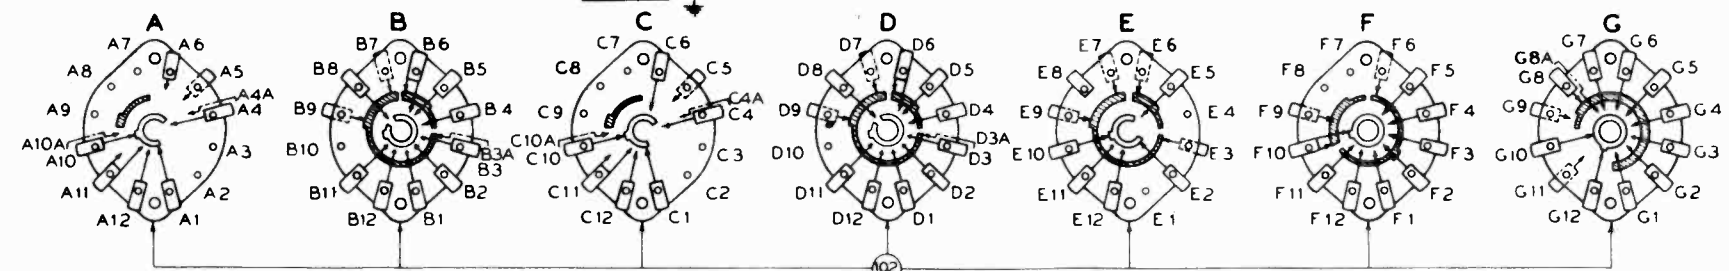 A B C D E F G
A7 A6 B7 B6 C7 C6 D7 D6 E7 E6 F7 F6 G7 G6
A8 A5 B8 B5 C8 C5 D8 D5 E8 E5 F8 F5 G8A G8 G5
A9 A4A A4 B9 B4 C9 C4A C4 D9 D4 E9 E4 F9 F4 G9 G4
A10A A10 A3 B10 B3A B3 C10A C10 C3 D10 D3A D3 E10 E3 F10 F3 G10 G3
A11 A2 B11 B2 C11 C2 D11 D2 E11 E2 F11 F2 G11 G2
A12 A1 B12 B1 C12 C1 D12 D1 E12 E1 F12 F1 G12 G1
102